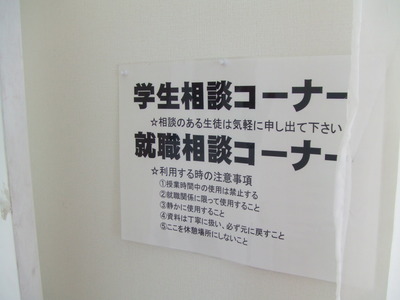 学生相談コーナー
☆相談のある生徒は気軽に申し出て下さい
就職相談コーナー
☆利用する時の注意事項
①授業時間中の使用は禁止する
②就職関係に限って使用すること
③静かに使用すること
④資料は丁寧に扱い、必ず元に戻すこと
⑤ここを休憩場所にしないこと